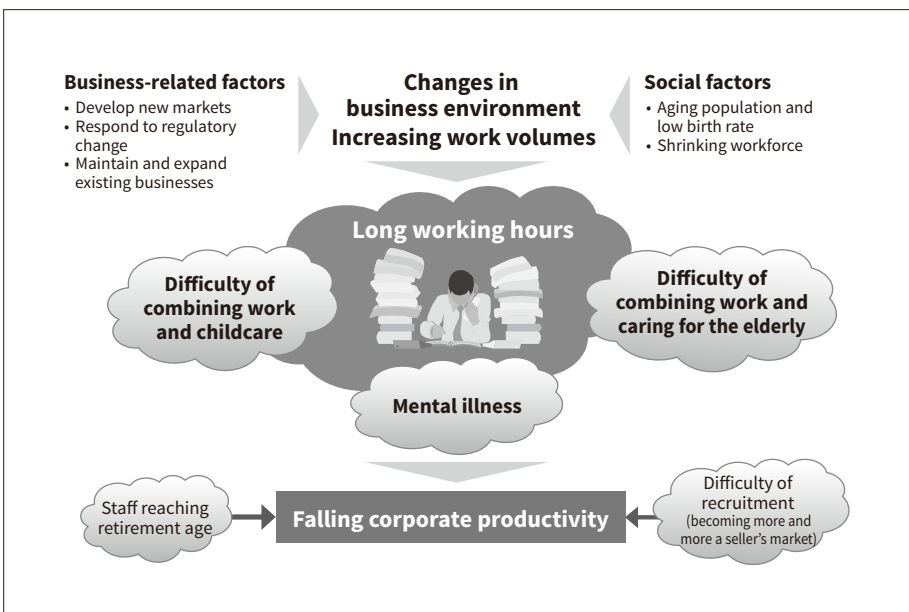 Business-related factors
• Develop new markets
• Respond to regulatory
change
• Maintain and expand
existing businesses
Changes in
business environment
Increasing work volumes
Social factors
• Aging population and
low birth rate
• Shrinking workforce
Long working hours
Difficulty of
combining work
and childcare
Difficulty of
combining work and
caring for the elderly
Mental illness
Staff reaching
retirement age
Falling corporate productivity
Difficulty of
recruitment
(becoming more and
more a seller's market)